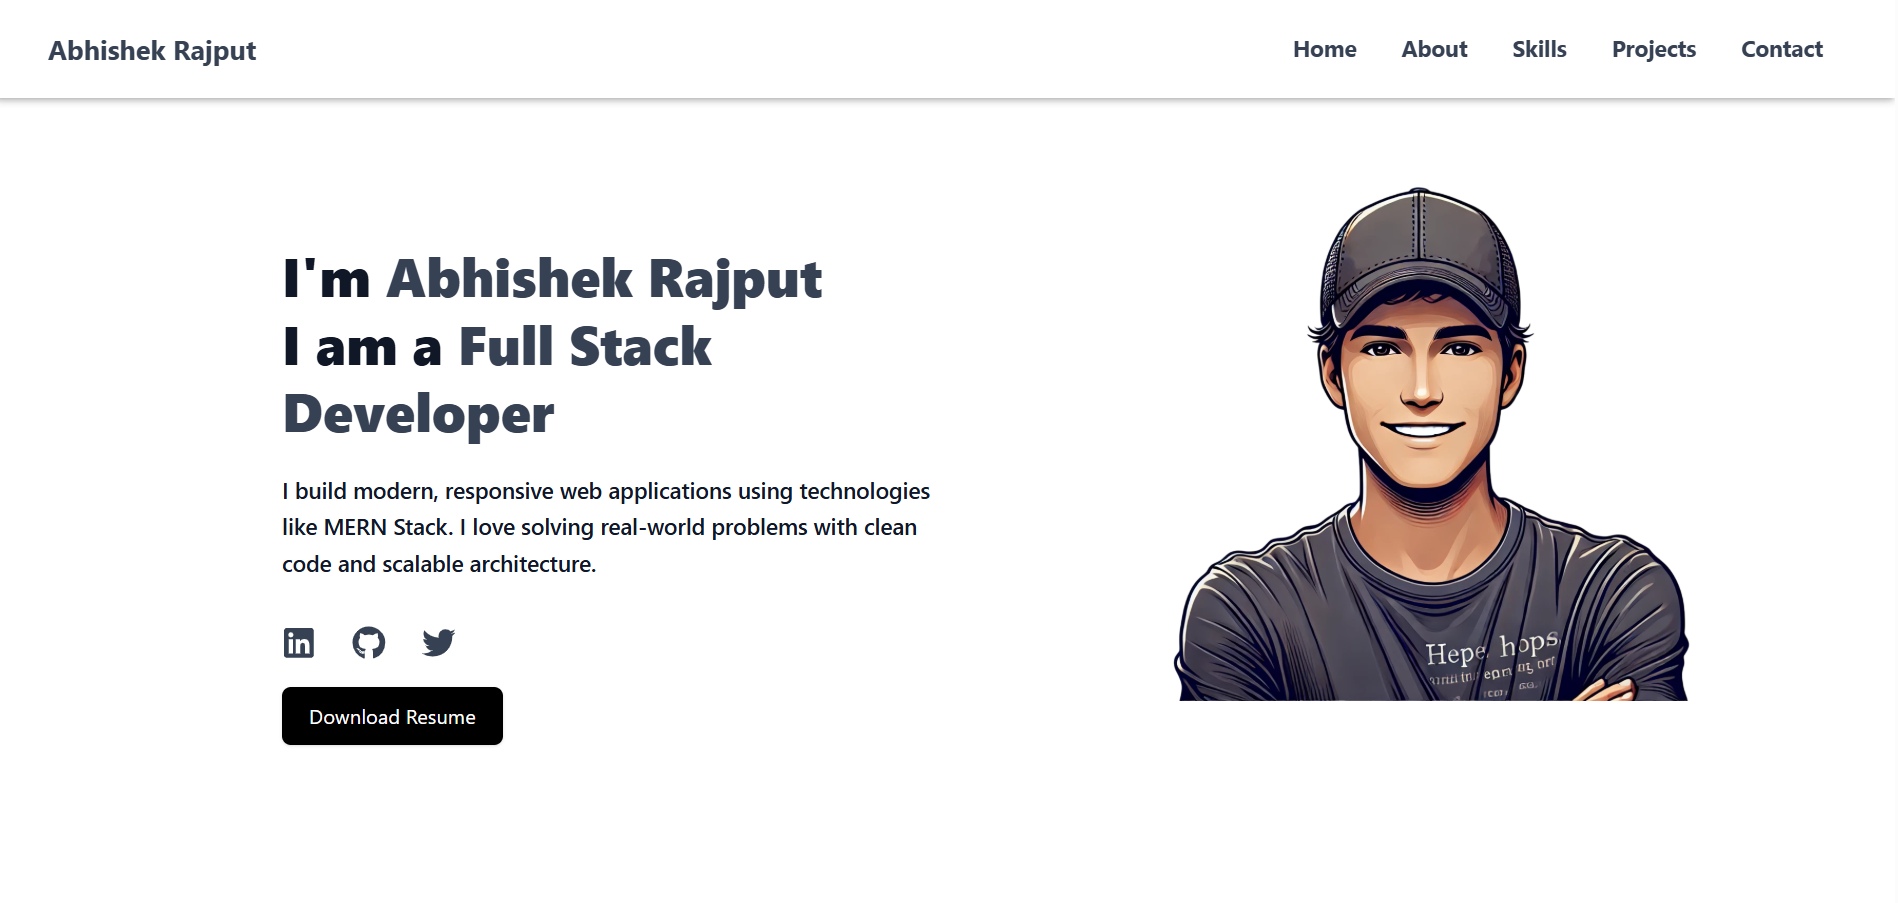 Abhishek Rajput
Home About Skills Projects Contact
I'm Abhishek Rajput
I am a Full Stack
Developer
I build modern, responsive web applications using technologies
like MERN Stack. I love solving real-world problems with clean
code and scalable architecture.
in
Download Resume
Hepe hops